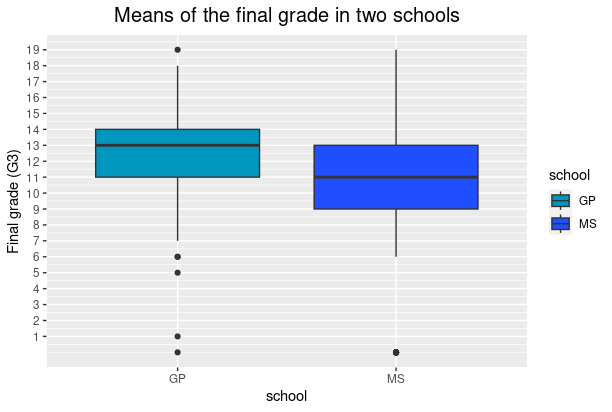 Means of the final grade in two schools
Final grade (G3)
19
18
17
16
15
14
13
12
11
10
9
8
7
6
5
4
3
2
1
GP
MS
school
school
GP
MS